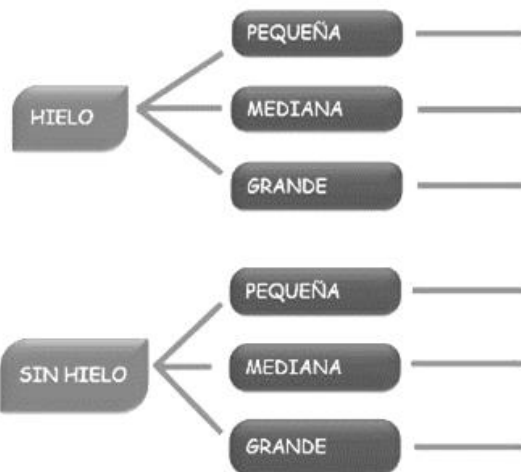 HIELO
PEQUEÑA
MEDIANA
GRANDE
SIN HIELO
PEQUEÑA
MEDIANA
GRANDE